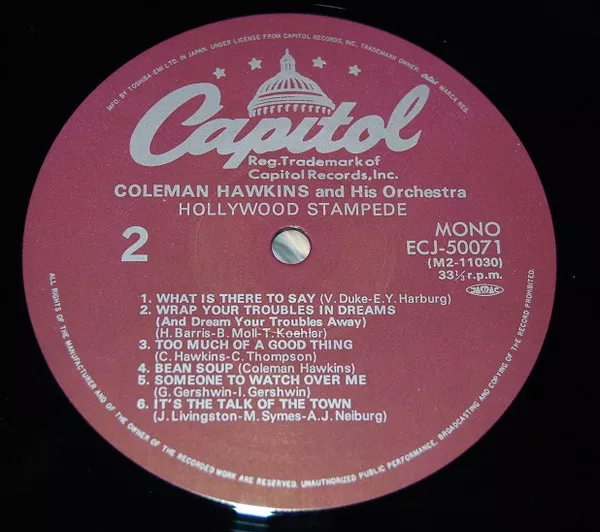 MFD. BY TOSHIBA-EMI LTD. IN JAPAN. UNDER LICENSE FROM CAPITOL RECORDS, INC., TRADEMARK OWNER. Capitol MARCA REG.
Capitol
Reg.Trademark of
Capitol Records, Inc.
COLEMAN HAWKINS and His Orchestra
HOLLYWOOD STAMPEDE
2
MONO
ECJ-50071
(M2-11030)
33⅓ r.p.m.
JASRAC
1. WHAT IS THERE TO SAY (V. Duke-E.Y. Harburg)
2. WRAP YOUR TROUBLES IN DREAMS
(And Dream Your Troubles Away)
(H. Barris-B. Moll-T. Koehler)
3. TOO MUCH OF A GOOD THING
(C. Hawkins-C. Thompson)
4. BEAN SOUP (Coleman Hawkins)
5. SOMEONE TO WATCH OVER ME
(G. Gershwin-I. Gershwin)
6. IT'S THE TALK OF THE TOWN
(J. Livingston-M. Symes-A.J. Neiburg)
ALL RIGHTS OF THE MANUFACTURER AND OF THE OWNER OF THE RECORDED WORK ARE RESERVED. UNAUTHORIZED PUBLIC PERFORMANCE, BROADCASTING AND COPYING OF THE RECORD PROHIBITED.